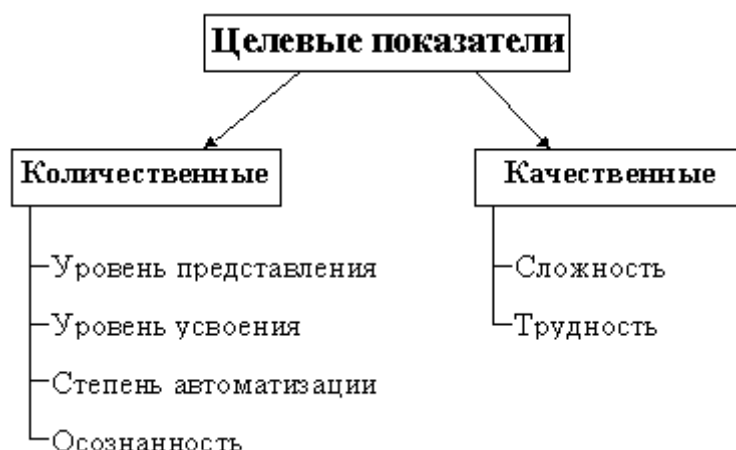 Целевые показатели
Количественные
Качественные
Уровень представления
Сложность
Уровень усвоения
Трудность
Степень автоматизации
Осознанность